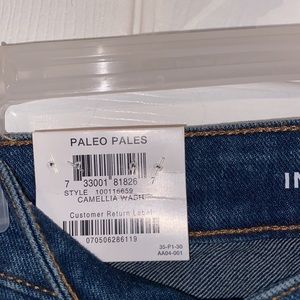 PALEO PALES
7 33001 81826 7
STYLE 100116659
CAMELLIA WASH
Customer Return Label
070506286119
35-P1-30
AA04-001
IN